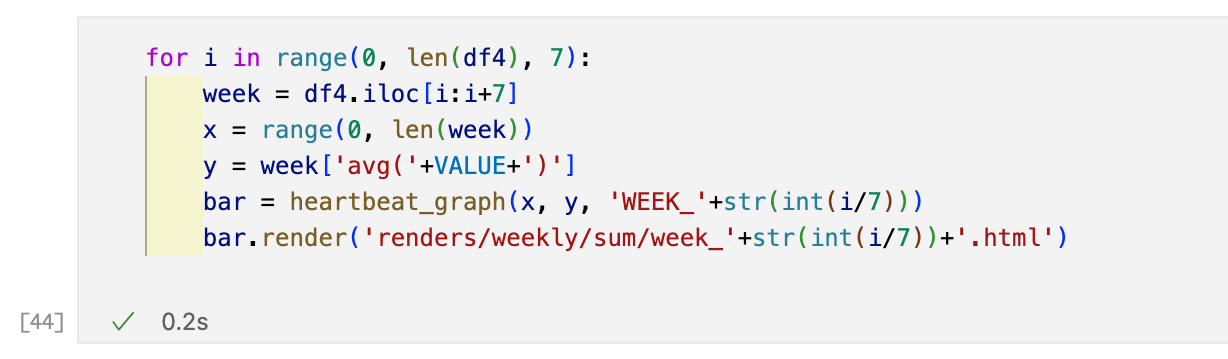 for i in range(0, len(df4), 7):
    week = df4.iloc[i:i+7]
    x = range(0, len(week))
    y = week['avg('+VALUE+')']
    bar = heartbeat_graph(x, y, 'WEEK_'+str(int(i/7)))
    bar.render('renders/weekly/sum/week_'+str(int(i/7))+'.html')
[44] ✓ 0.2s